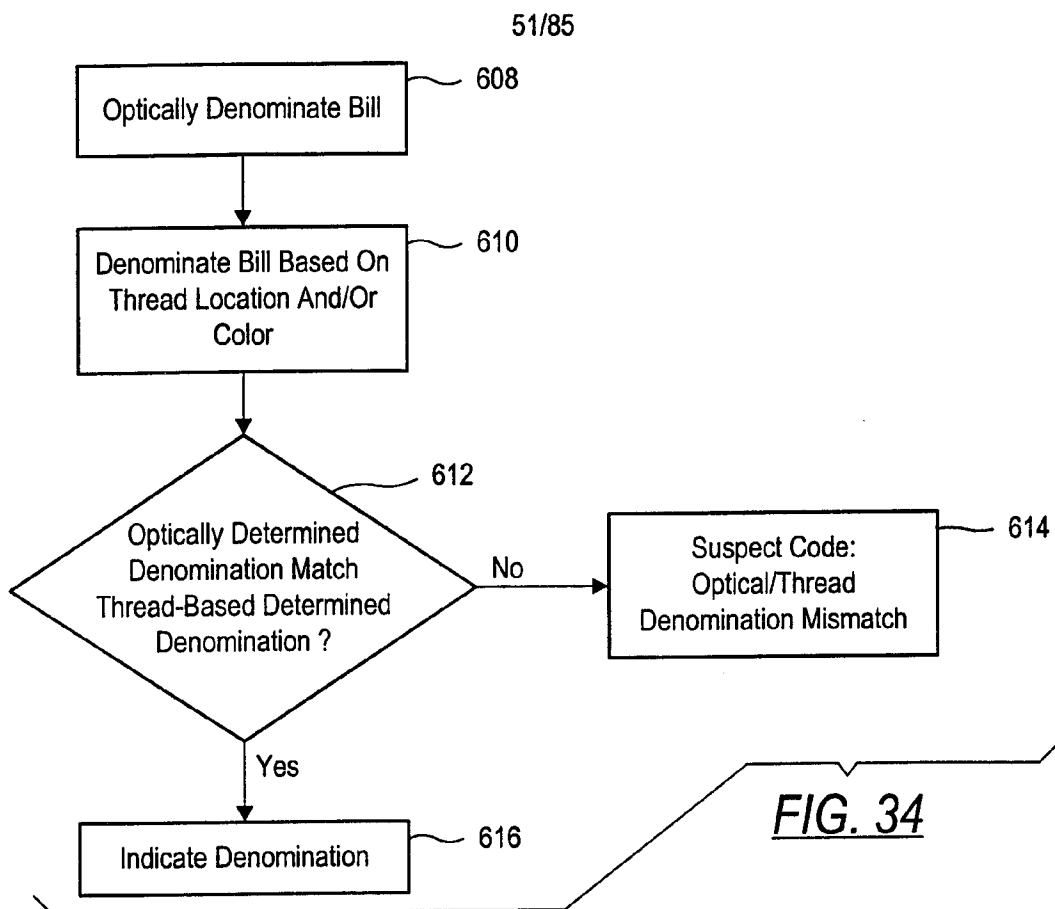 51/85
608
Optically Denominate Bill
610
Denominate Bill Based On
Thread Location And/Or
Color
612
Optically Determined
Denomination Match
Thread-Based Determined
Denomination ?
No
614
Suspect Code:
Optical/Thread
Denomination Mismatch
Yes
616
Indicate Denomination
FIG. 34